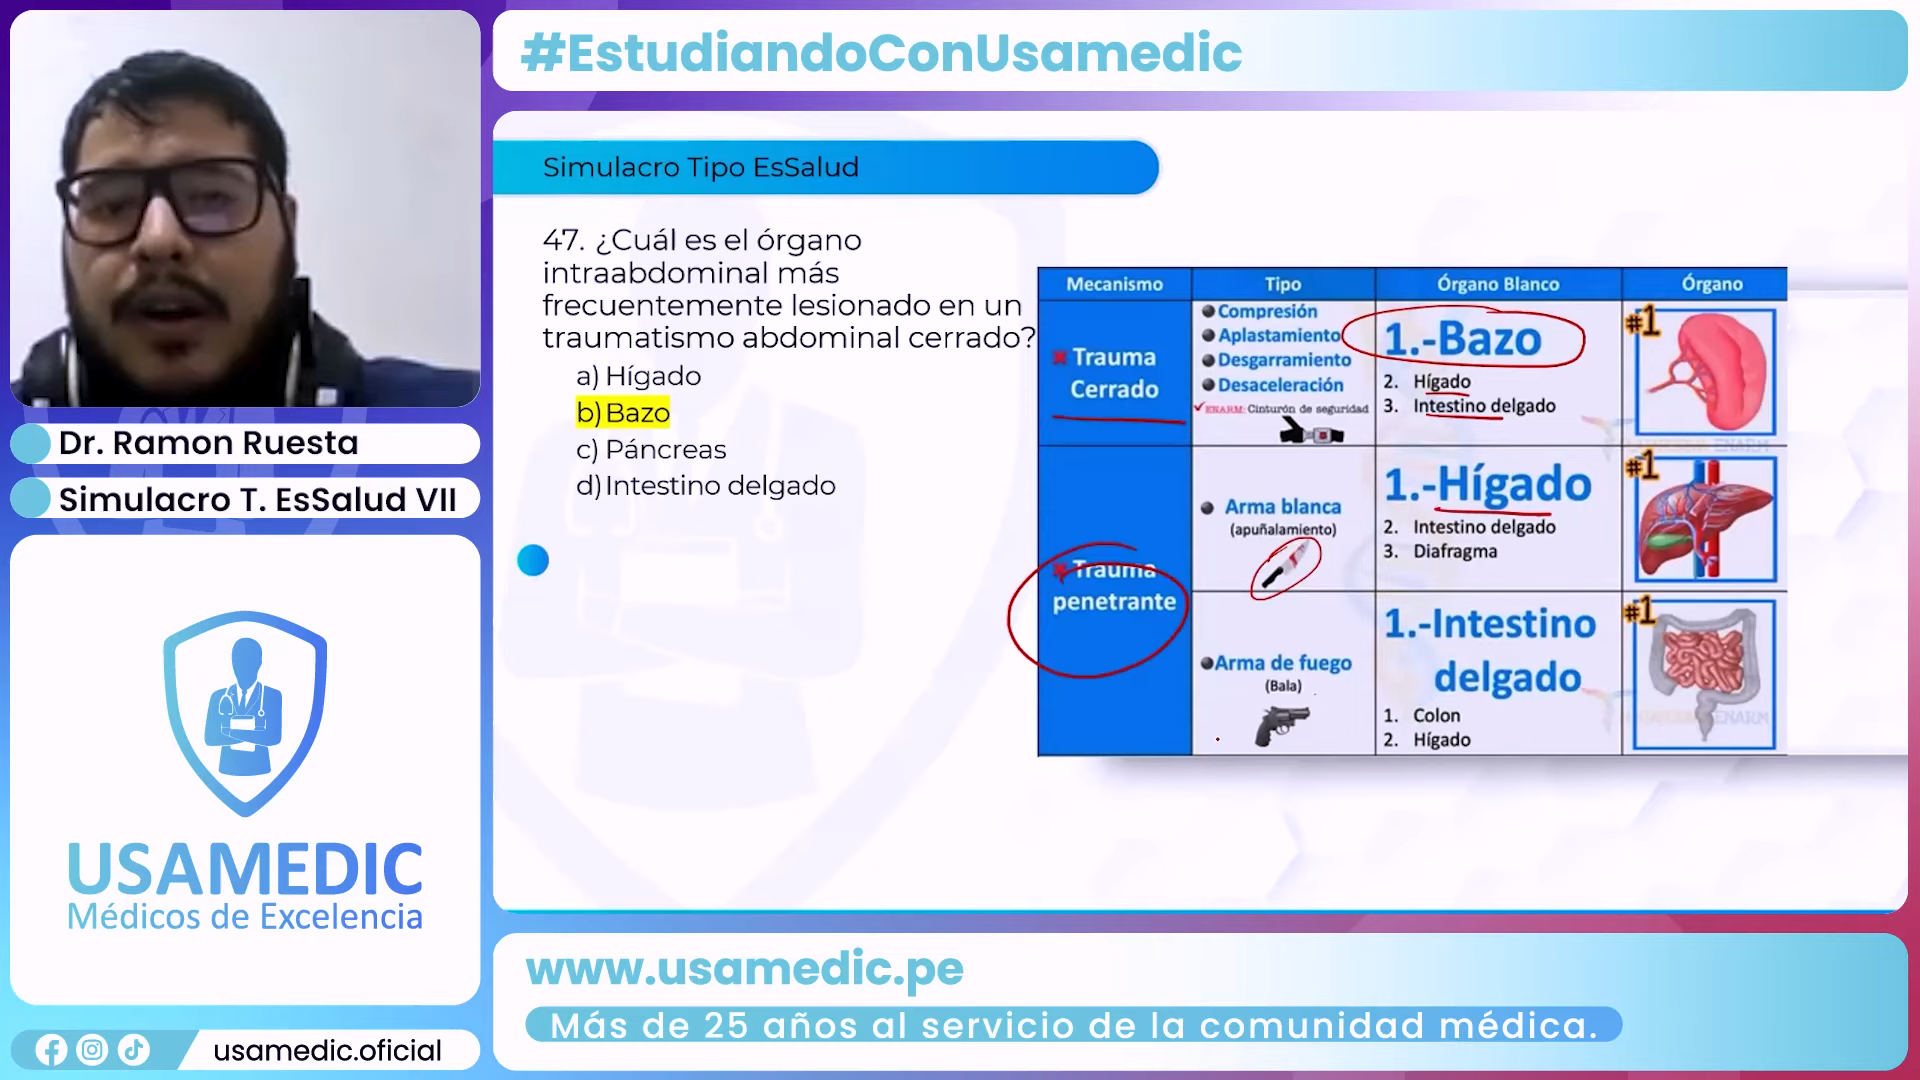 #EstudiandoConUsamedic
Simulacro Tipo EsSalud
47. ¿Cuál es el órgano
intraabdominal más
frecuentemente lesionado en un
traumatismo abdominal cerrado?
a) Hígado
b) Bazo
c) Páncreas
d) Intestino delgado
Mecanismo Tipo Órgano Blanco Órgano
Trauma
Cerrado
Compresión
Aplastamiento
Desgarramiento
Desaceleración
ENARM: Cinturón de seguridad
1.-Bazo
2. Hígado
3. Intestino delgado
#1
Trauma
penetrante
Arma blanca
(apuñalamiento)
1.-Hígado
2. Intestino delgado
3. Diafragma
#1
Arma de fuego
(Bala)
1.-Intestino
delgado
1. Colon
2. Hígado
#1
Dr. Ramon Ruesta
Simulacro T. EsSalud VII
USAMEDIC
Médicos de Excelencia
usamedic.oficial
www.usamedic.pe
Más de 25 años al servicio de la comunidad médica.